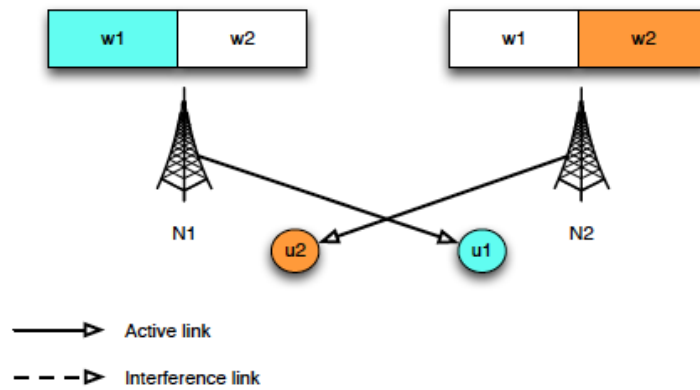 w1 w2 w1 w2
N1 N2
u2 u1
Active link
Interference link